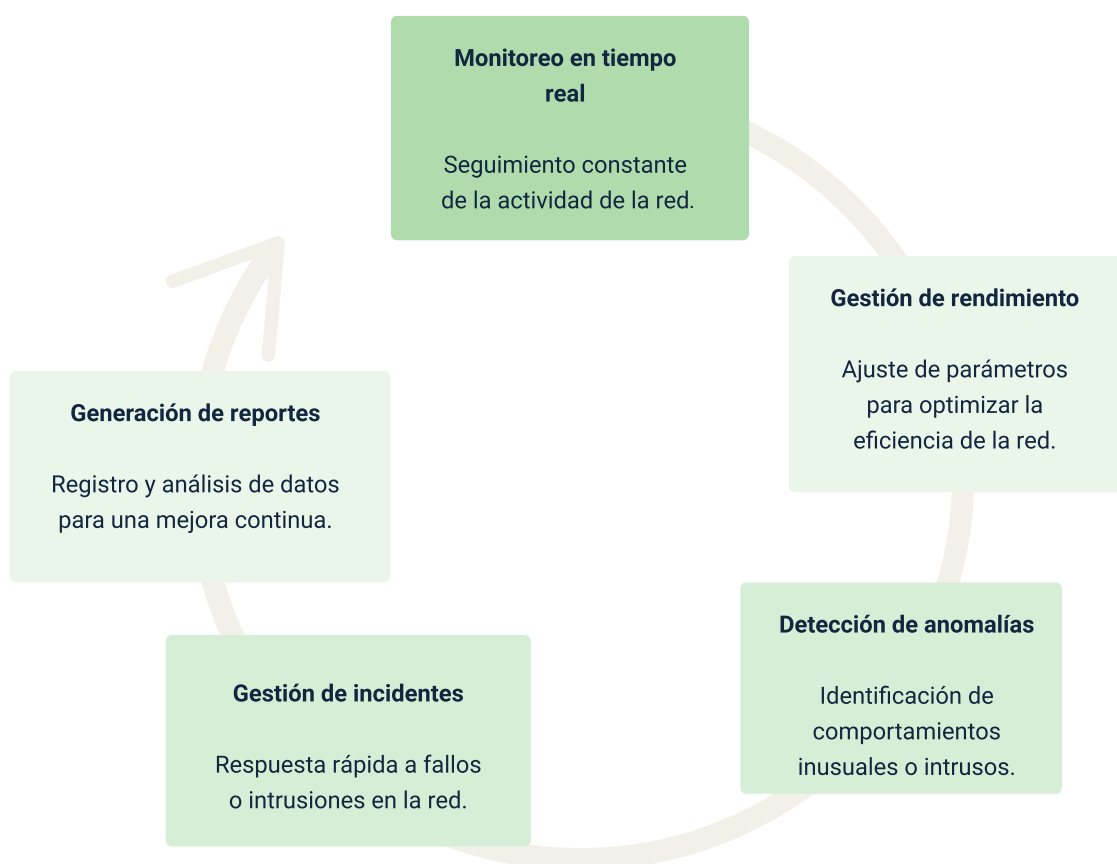 Monitoreo en tiempo
real
Seguimiento constante
de la actividad de la red.
Gestión de rendimiento
Ajuste de parámetros
para optimizar la
eficiencia de la red.
Detección de anomalías
Identificación de
comportamientos
inusuales o intrusos.
Gestión de incidentes
Respuesta rápida a fallos
o intrusiones en la red.
Generación de reportes
Registro y análisis de datos
para una mejora continua.